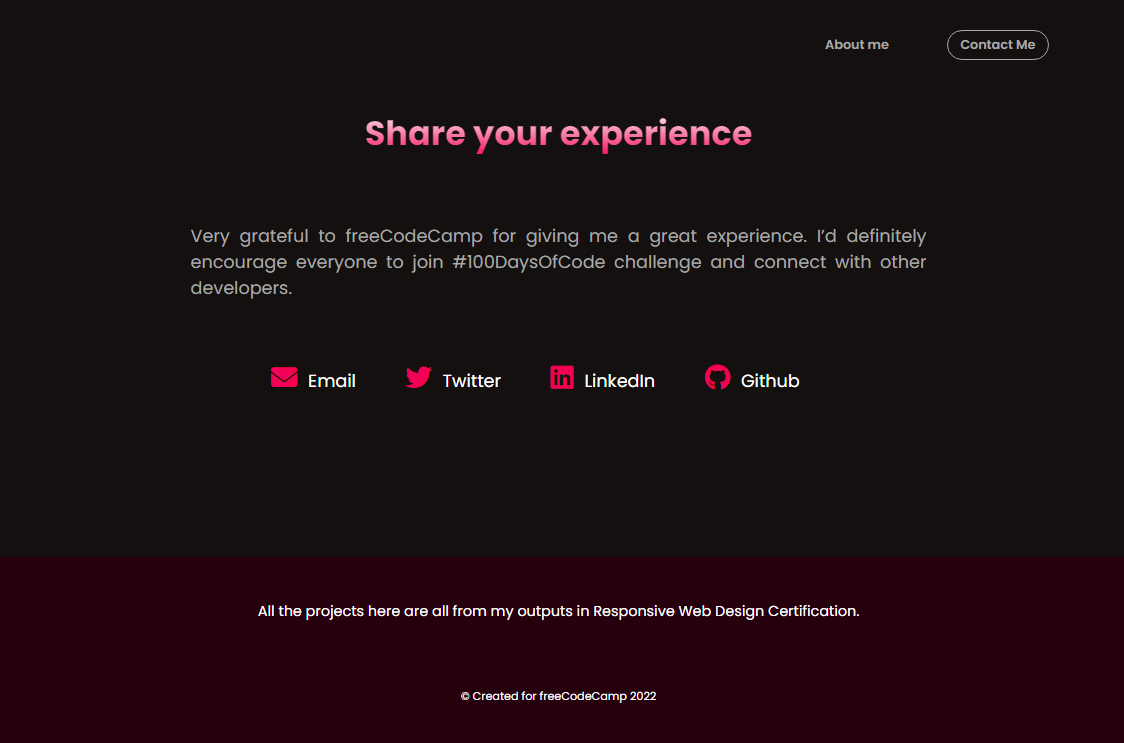 About me
Contact Me
Share your experience
Very grateful to freeCodeCamp for giving me a great experience. I’d definitely
encourage everyone to join #100DaysOfCode challenge and connect with other
developers.
Email
Twitter
LinkedIn
Github
All the projects here are all from my outputs in Responsive Web Design Certification.
© Created for freeCodeCamp 2022